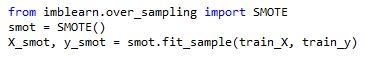 from imblearn.over_sampling import SMOTE
smot = SMOTE()
X_smot, y_smot = smot.fit_sample(train_X, train_y)